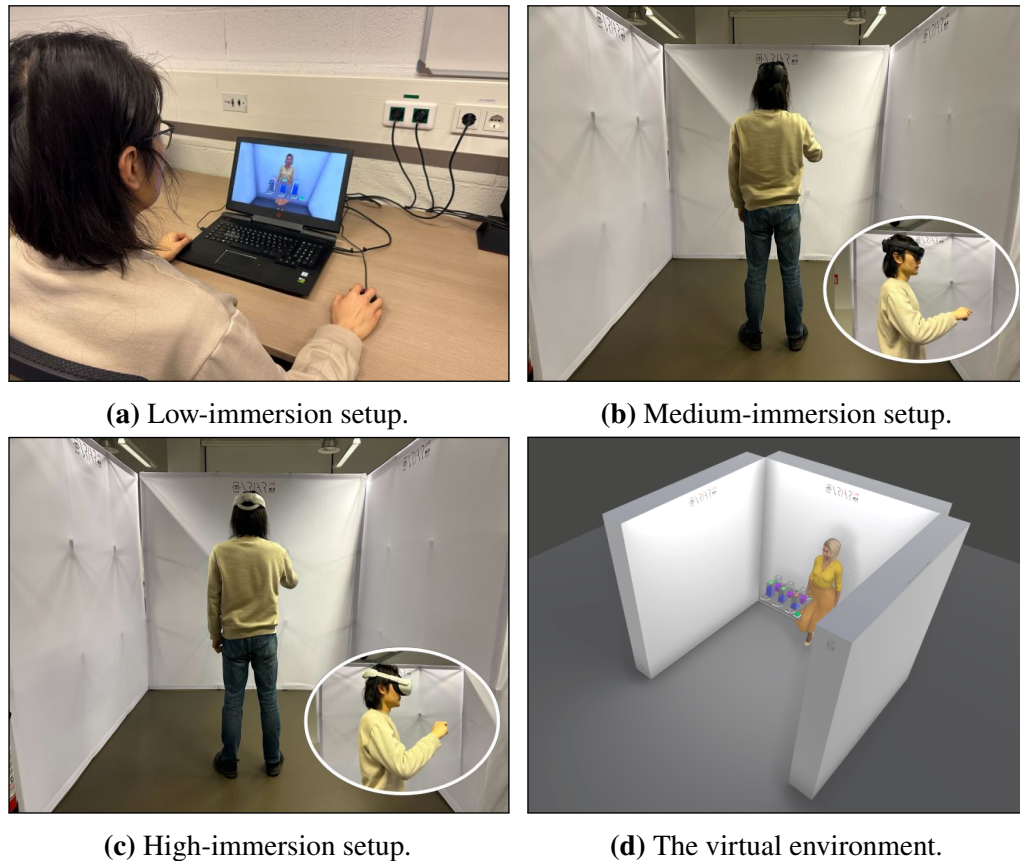 (a) Low-immersion setup.
(b) Medium-immersion setup.
(c) High-immersion setup.
(d) The virtual environment.